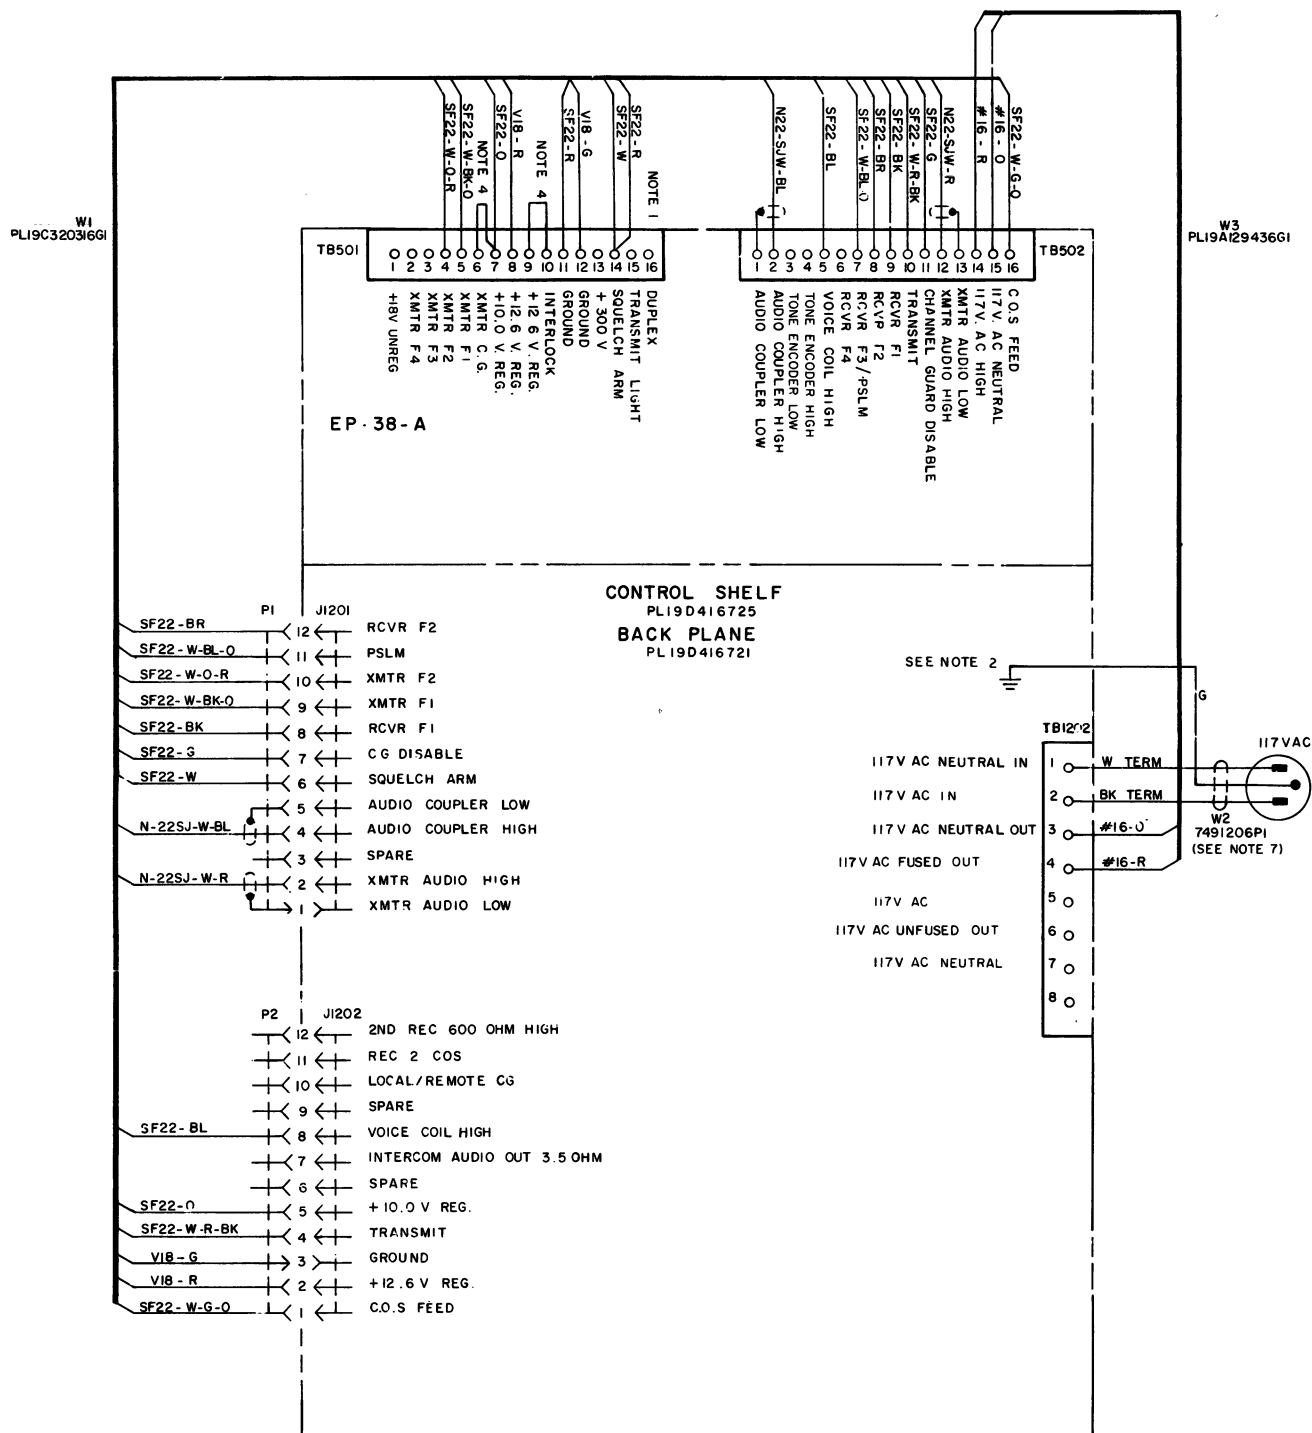 W1
PL19C320316G1
W3
PL19A129436G1
SF22-W-O-R
SF22-W-BK-O
NOTE 4
SF22-O
V18-R
NOTE 4
SF22-R
V18-G
SF22-W
SF22-R
NOTE 1
N22-SJW-BL
SF22-BL
SF22-W-BL-O
SF22-BR
SF22-BK
SF22-W-R-BK
SF22-G
N22-SJW-R
#16-R
#16-O
SF22-W-G-O
TB501
1 2 3 4 5 6 7 8 9 10 11 12 13 14 15 16
1 2 3 4 5 6 7 8 9 10 11 12 13 14 15 16
TB502
+18V UNREG
XMTR F4
XMTR F3
XMTR F2
XMTR F1
XMTR C.G.
+10.0 V. REG.
+12.6 V. REG.
+12 6 V. REG.
INTERLOCK
GROUND
GROUND
+300 V
SQUELCH ARM
TRANSMIT LIGHT
DUPLEX
AUDIO COUPLER LOW
AUDIO COUPLER HIGH
TONE ENCODER LOW
TONE ENCODER HIGH
VOICE COIL HIGH
RCVR F4
RCVR F3/PSLM
RCVR F2
RCVR F1
TRANSMIT
CHANNEL GUARD DISABLE
XMTR AUDIO HIGH
XMTR AUDIO LOW
117V. AC HIGH
117V. AC NEUTRAL
C.O.S FEED
EP-38-A
CONTROL SHELF
PL19D416725
BACK PLANE
PL19D416721
P1 J1201
SF22-BR 12 RCVR F2
SF22-W-BL-O 11 PSLM
SF22-W-O-R 10 XMTR F2
SF22-W-BK-O 9 XMTR F1
SF22-BK 8 RCVR F1
SF22-G 7 CG DISABLE
SF22-W 6 SQUELCH ARM
5 AUDIO COUPLER LOW
N-22SJ-W-BL 4 AUDIO COUPLER HIGH
3 SPARE
N-22SJ-W-R 2 XMTR AUDIO HIGH
1 XMTR AUDIO LOW
SEE NOTE 2
G
TB1202
117VAC
117V AC NEUTRAL IN 1 W TERM
117V AC IN 2 BK TERM
117V AC NEUTRAL OUT 3 #16-O
117V AC FUSED OUT 4 #16-R
117V AC 5
117V AC UNFUSED OUT 6
117V AC NEUTRAL 7
8
W2
7491206P1
(SEE NOTE 7)
P2 J1202
12 2ND REC 600 OHM HIGH
11 REC 2 COS
10 LOCAL/REMOTE CG
9 SPARE
SF22-BL 8 VOICE COIL HIGH
7 INTERCOM AUDIO OUT 3.5 OHM
6 SPARE
SF22-O 5 +10.0 V REG.
SF22-W-R-BK 4 TRANSMIT
V18-G 3 GROUND
V18-R 2 +12.6 V REG.
SF22-W-G-O 1 C.O.S FEED